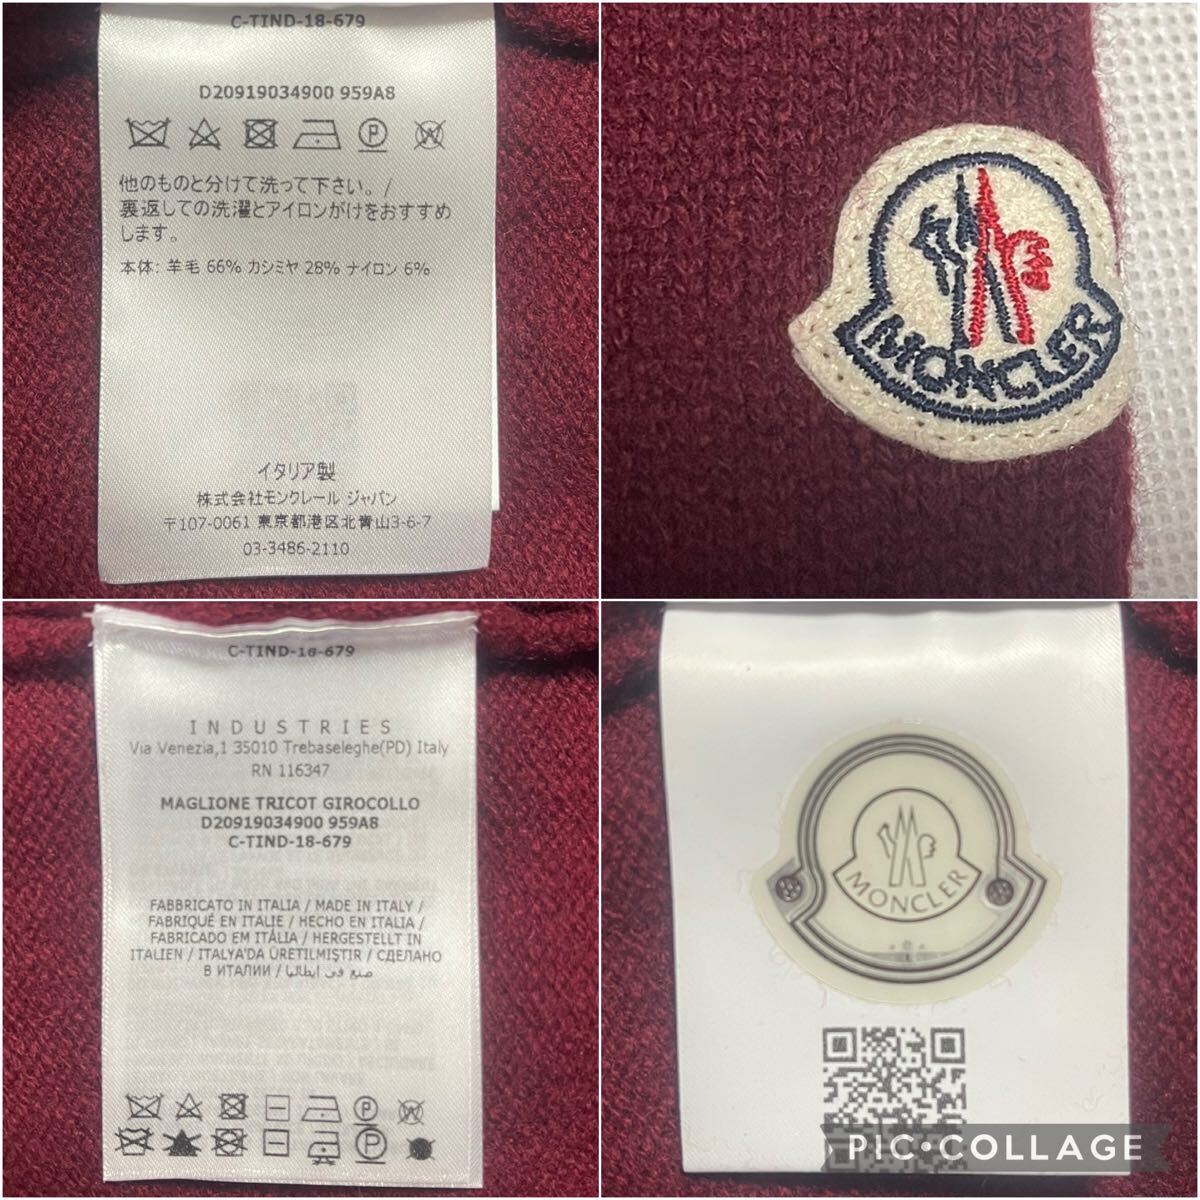 C-TIND-18-679
D20919034900 959A8
他のものと分けて洗って下さい。/
裏返しての洗濯とアイロンがけをおすすめ
します。
本体: 羊毛 66% カシミヤ 28% ナイロン 6%
イタリア製
株式会社モンクレール ジャパン
〒107-0061 東京都港区北青山3-6-7
03-3486-2110
MONCLER
C-TIND-18-679
INDUSTRIES
Via Venezia,1 35010 Trebaseleghe(PD) Italy
RN 116347
MAGLIONE TRICOT GIROCOLLO
D20919034900 959A8
C-TIND-18-679
FABBRICATO IN ITALIA / MADE IN ITALY /
FABRIQUÉ EN ITALIE / HECHO EN ITALIA /
FABRICADO EM ITÁLIA / HERGESTELLT IN
ITALIEN / ITALYA'DA ÜRETILMIŞTIR / СДЕЛАНО
В ИТАЛИИ / صنع في ايطاليا
MONCLER
PIC•COLLAGE